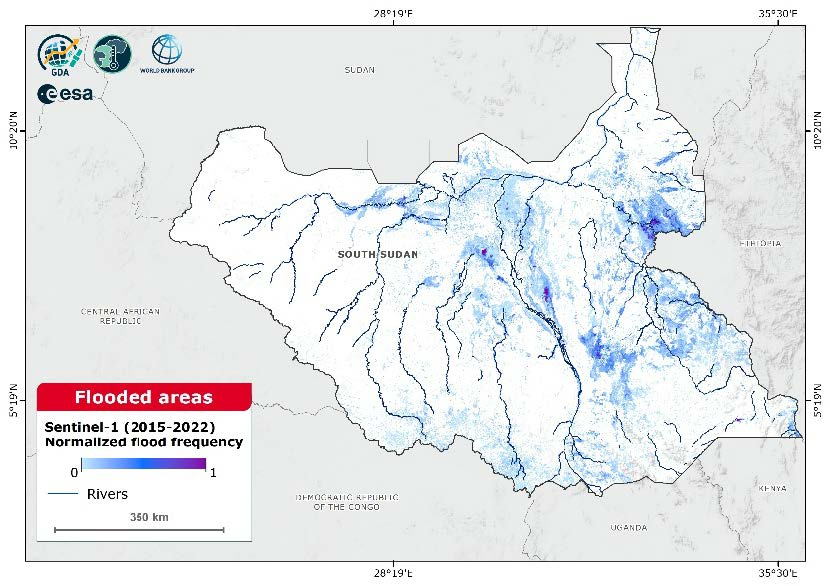 28°19'E
35°30'E
GDA
WORLD BANK GROUP
esa
SUDAN
10°20'N
10°20'N
SOUTH SUDAN
ETHIOPIA
CENTRAL AFRICAN
REPUBLIC
5°19'N
5°19'N
Flooded areas
Sentinel-1 (2015-2022)
Normalized flood frequency
0
1
Rivers
350 km
DEMOCRATIC REPUBLIC
OF THE CONGO
KENYA
UGANDA
28°19'E
35°30'E